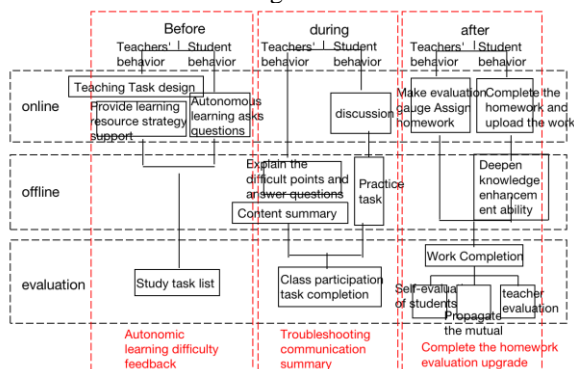 Before
during
after
Teachers' behavior
Student behavior
Teachers' behavior
Student behavior
Teachers' behavior
Student behavior
online
Teaching Task design
Provide learning
resource strategy
support
Autonomous
learning asks
questions
discussion
Make evaluation
gauge Assign
homework
Complete the
homework and
upload the work
offline
Explain the
difficult points and
answer questions
Content summary
Practice
task
Deepen
knowledge
enhancem
ent ability
evaluation
Study task list
Class participation
task completion
Work Completion
Self-evalua
of students
Propagate
the mutual
teacher
evaluation
Autonomic
learning difficulty
feedback
Troubleshooting
communication
summary
Complete the homework
evaluation upgrade